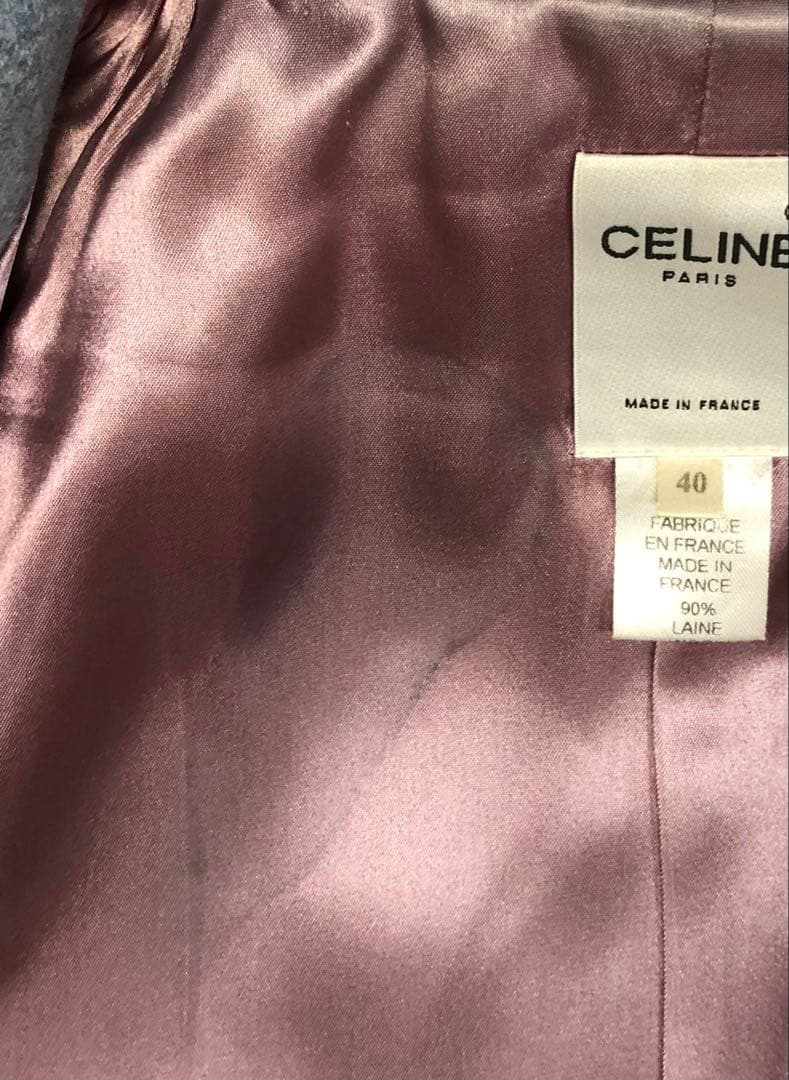 CELINE
PARIS
MADE IN FRANCE
40
FABRIQUE
EN FRANCE
MADE IN
FRANCE
90%
LAINE